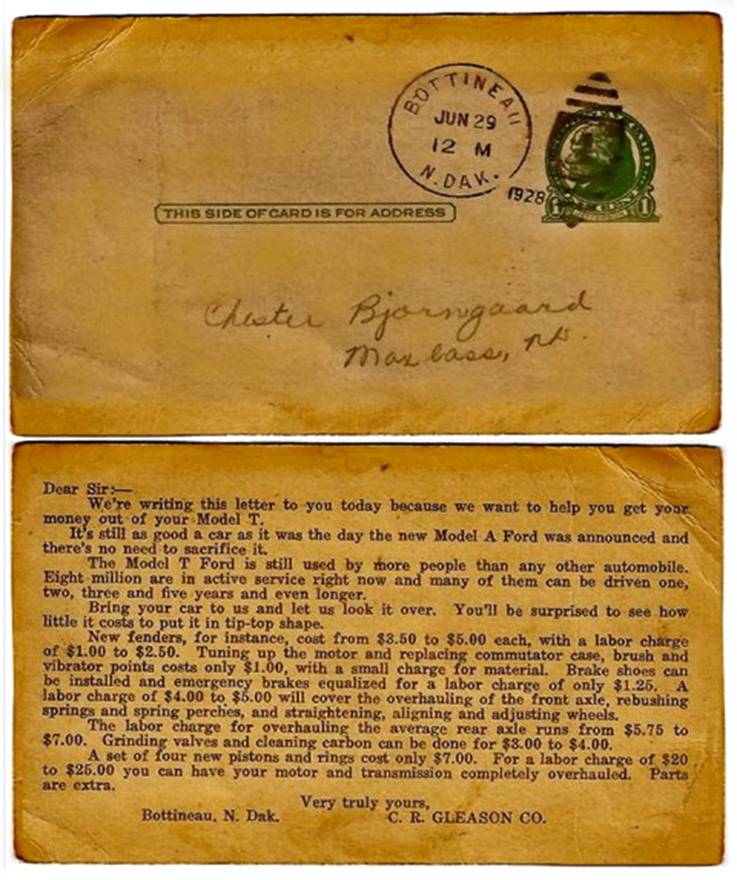 BOTTINEAU
JUN 29
12 M
N. DAK.
1928
1 1
THIS SIDE OF CARD IS FOR ADDRESS
Chester Bjorngaard
Maxbass, nd.
Dear Sir:—
We're writing this letter to you today because we want to help you get your
money out of your Model T.
It's still as good a car as it was the day the new Model A Ford was announced and
there's no need to sacrifice it.
The Model T Ford is still used by more people than any other automobile.
Eight million are in active service right now and many of them can be driven one,
two, three and five years and even longer.
Bring your car to us and let us look it over. You'll be surprised to see how
little it costs to put it in tip-top shape.
New fenders, for instance, cost from $3.50 to $5.00 each, with a labor charge
of $1.00 to $2.50. Tuning up the motor and replacing commutator case, brush and
vibrator points costs only $1.00, with a small charge for material. Brake shoes can
be installed and emergency brakes equalized for a labor charge of only $1.25. A
labor charge of $4.00 to $5.00 will cover the overhauling of the front axle, rebushing
springs and spring perches, and straightening, aligning and adjusting wheels.
The labor charge for overhauling the average rear axle runs from $5.75 to
$7.00. Grinding valves and cleaning carbon can be done for $3.00 to $4.00.
A set of four new pistons and rings cost only $7.00. For a labor charge of $20
to $25.00 you can have your motor and transmission completely overhauled. Parts
are extra.
Very truly yours,
Bottineau, N. Dak. C. R. GLEASON CO.